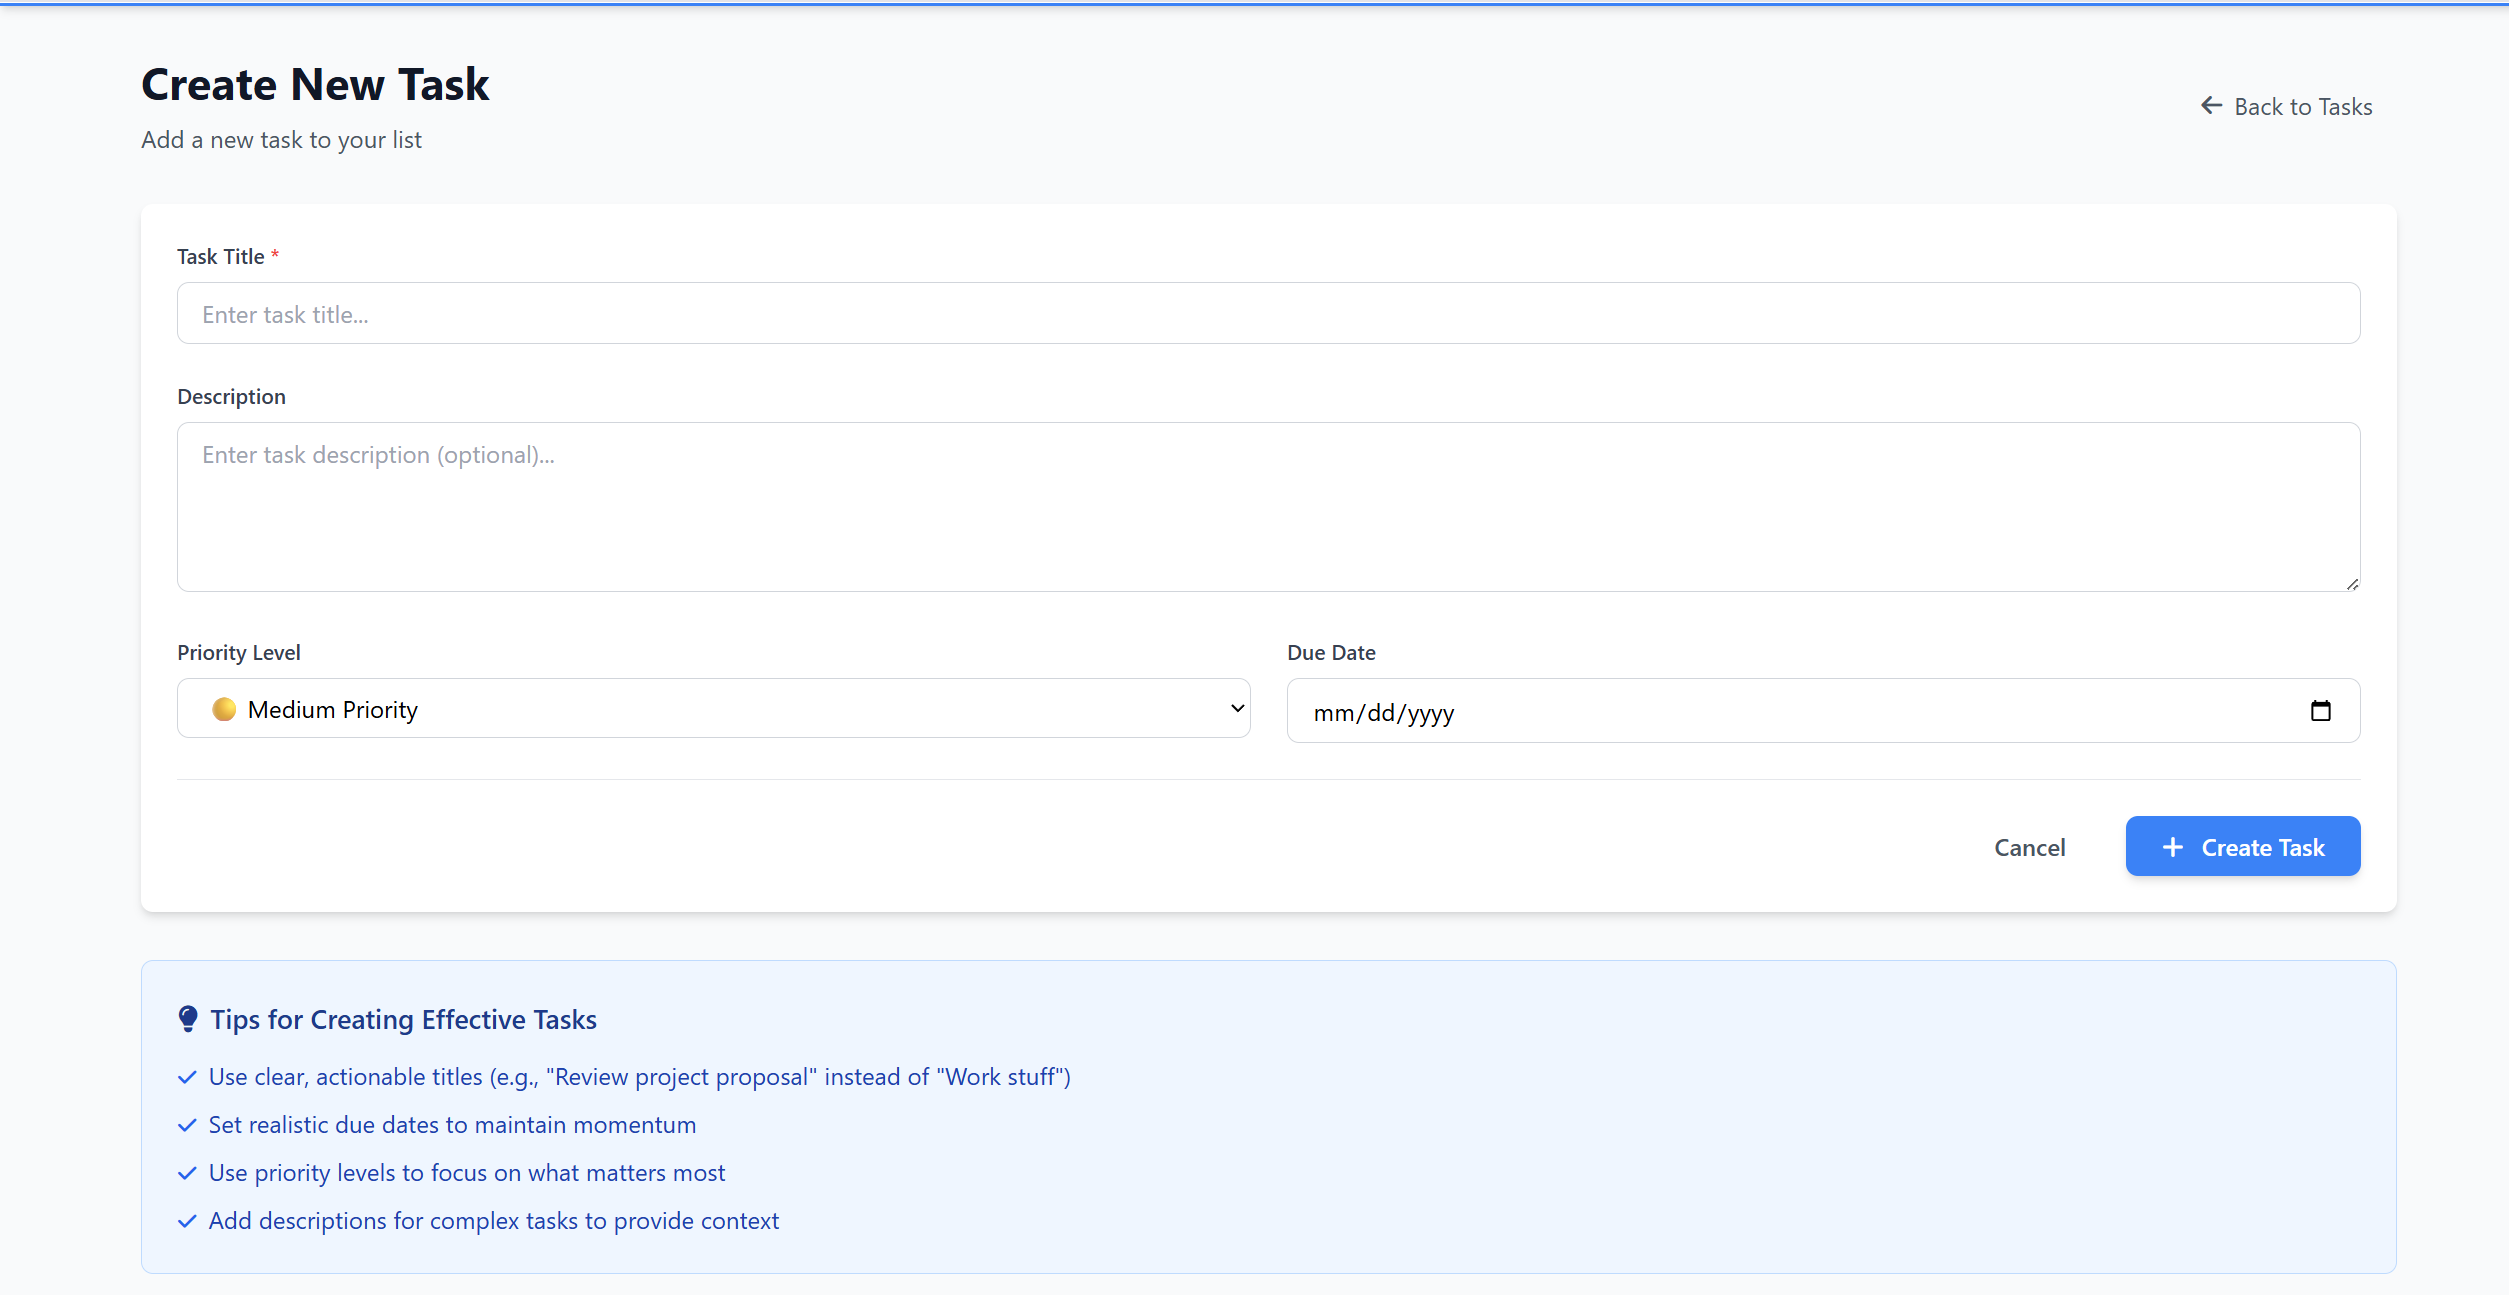 Create New Task
Add a new task to your list
Back to Tasks
Task Title *
Enter task title...
Description
Enter task description (optional)...
Priority Level
Due Date
Medium Priority
mm/dd/yyyy
Cancel
Create Task
Tips for Creating Effective Tasks
Use clear, actionable titles (e.g., "Review project proposal" instead of "Work stuff")
Set realistic due dates to maintain momentum
Use priority levels to focus on what matters most
Add descriptions for complex tasks to provide context